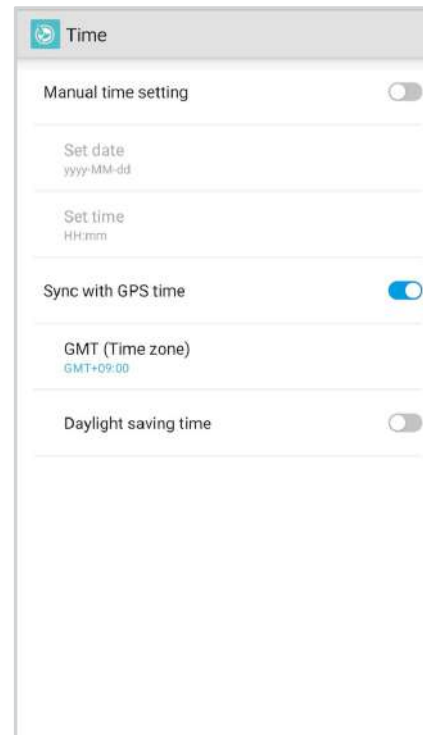 Time
Manual time setting
Set date
yyyy-MM-dd
Set time
HH:mm
Sync with GPS time
GMT (Time zone)
GMT+09:00
Daylight saving time